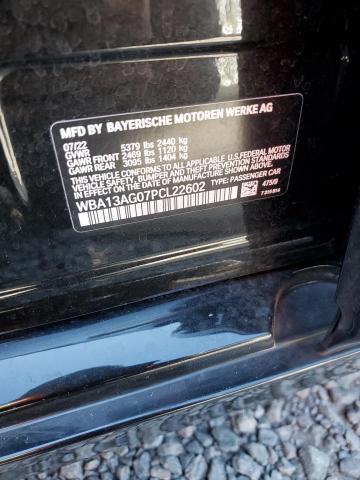 MFD BY BAYERISCHE MOTOREN WERKE AG
07/22
GVWR 5379 lbs 2440 kg
GAWR FRONT 2469 lbs 1120 kg
GAWR REAR 3095 lbs 1404 kg
THIS VEHICLE CONFORMS TO ALL APPLICABLE U.S. FEDERAL MOTOR
VEHICLE SAFETY, BUMPER AND THEFT PREVENTION STANDARDS IN
EFFECT ON THE DATE OF MANUFACTURE SHOWN ABOVE.
WBA13AG07PCL22602 TYPE: PASSENGER CAR
475/9